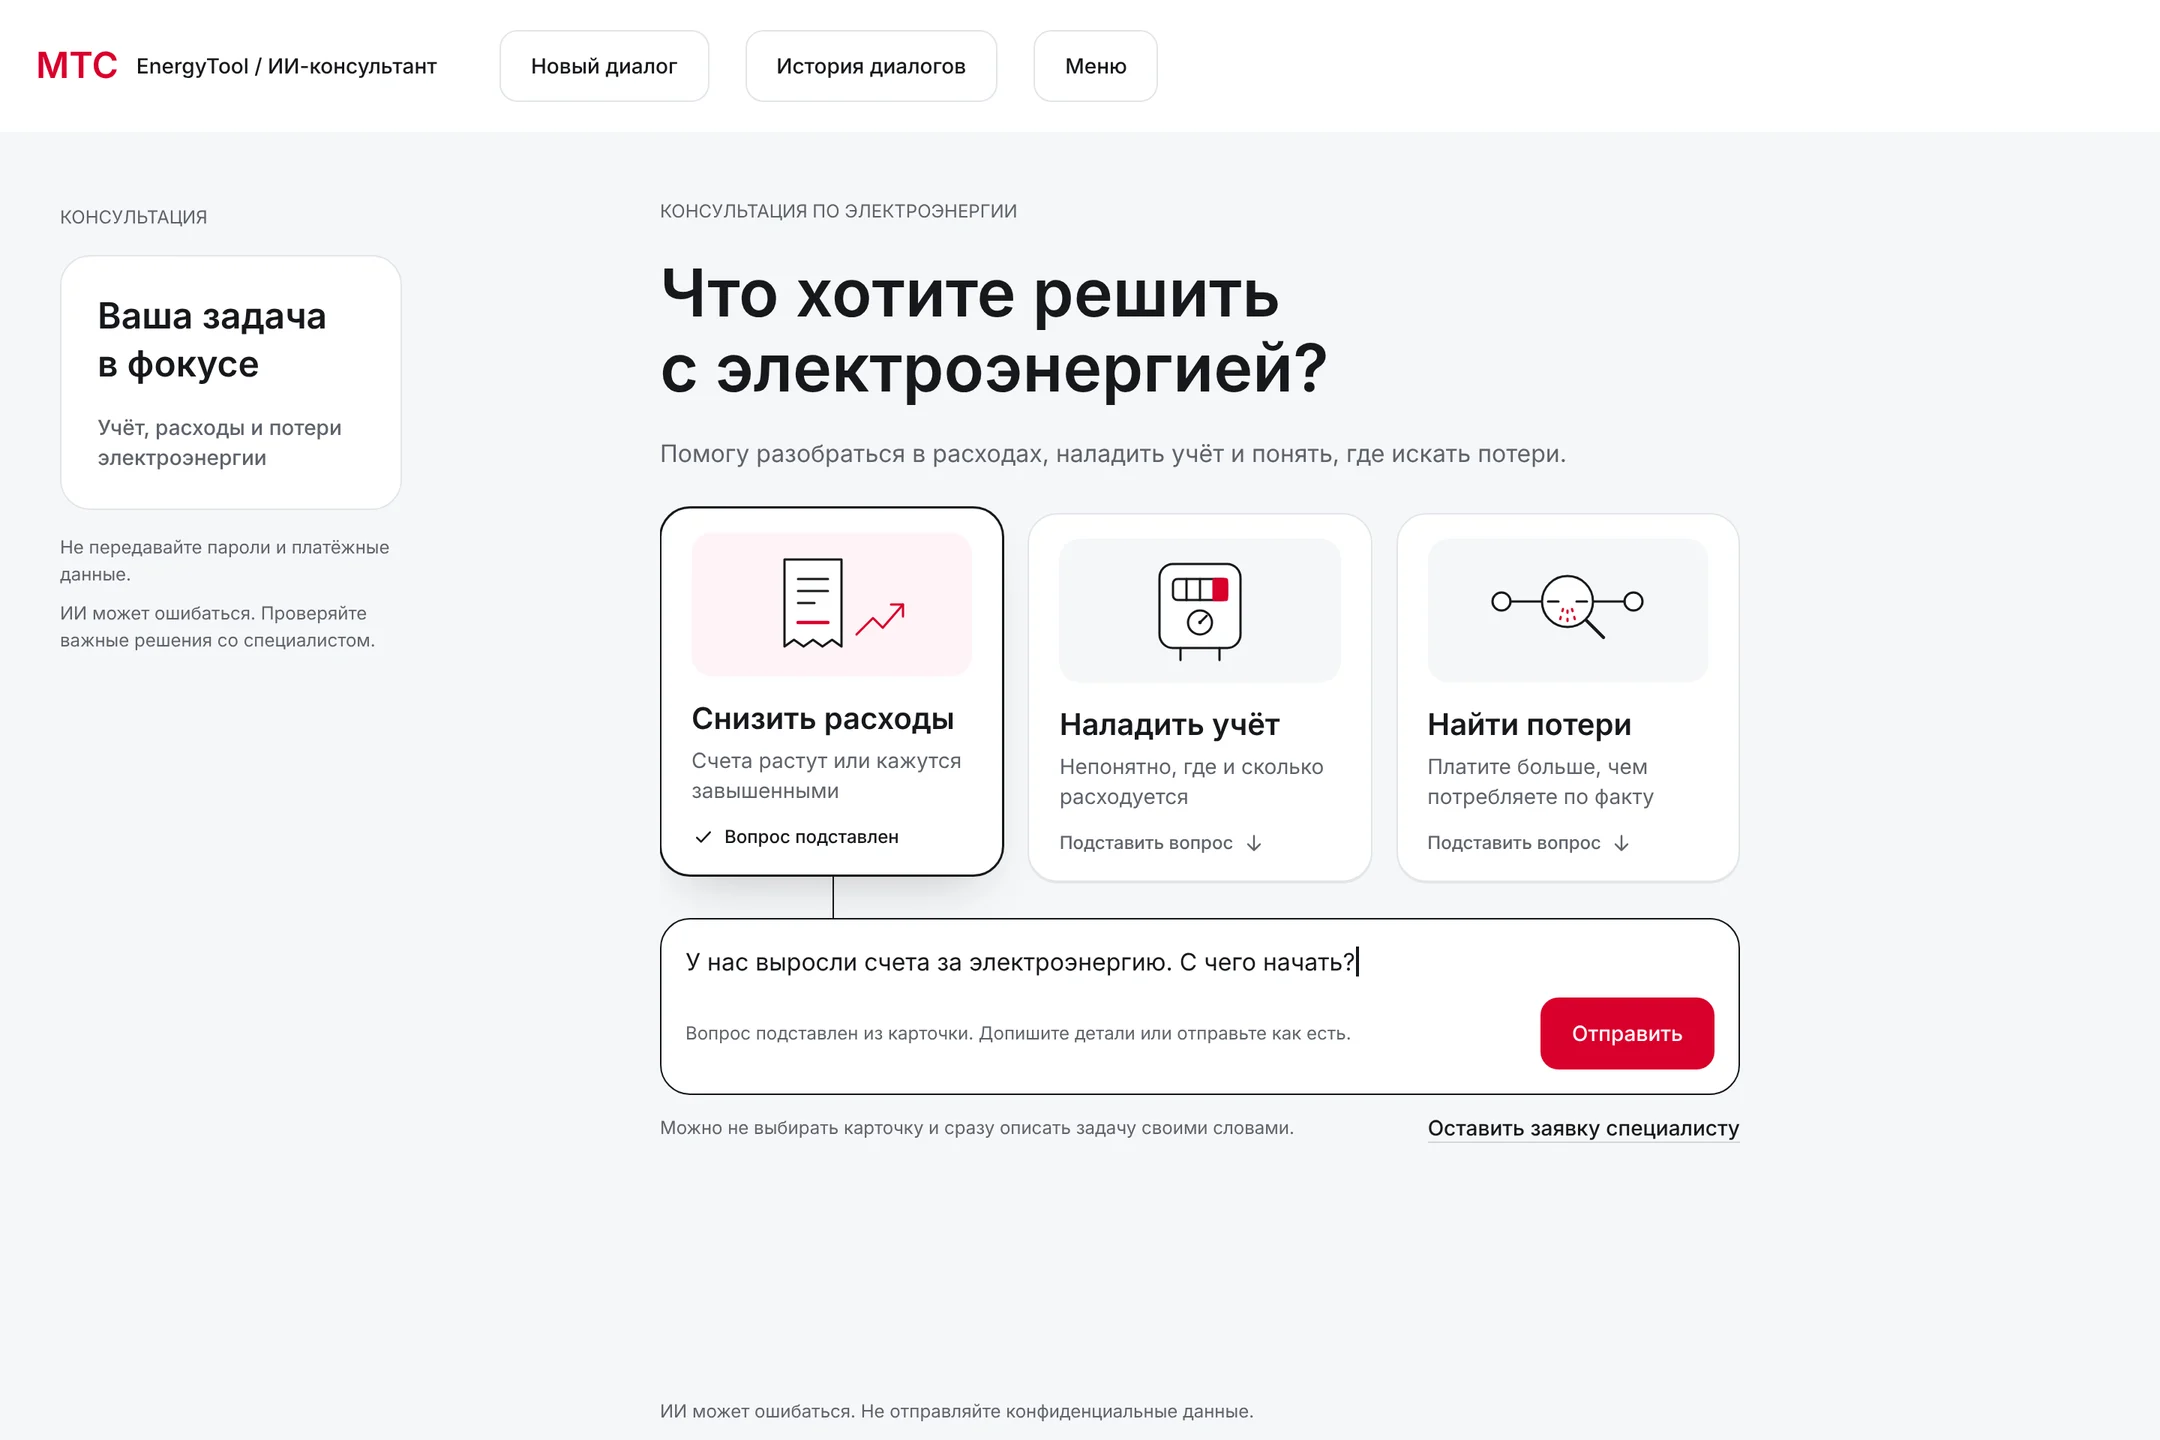 МТС EnergyTool / ИИ-консультант
Новый диалог
История диалогов
Меню
КОНСУЛЬТАЦИЯ
Ваша задача
в фокусе
Учёт, расходы и потери
электроэнергии
Не передавайте пароли и платёжные
данные.
ИИ может ошибаться. Проверяйте
важные решения со специалистом.
КОНСУЛЬТАЦИЯ ПО ЭЛЕКТРОЭНЕРГИИ
Что хотите решить
с электроэнергией?
Помогу разобраться в расходах, наладить учёт и понять, где искать потери.
Снизить расходы
Счета растут или кажутся
завышенными
Вопрос подставлен
Наладить учёт
Непонятно, где и сколько
расходуется
Подставить вопрос
Найти потери
Платите больше, чем
потребляете по факту
Подставить вопрос
У нас выросли счета за электроэнергию. С чего начать?
Вопрос подставлен из карточки. Допишите детали или отправьте как есть.
Отправить
Можно не выбирать карточку и сразу описать задачу своими словами.
Оставить заявку специалисту
ИИ может ошибаться. Не отправляйте конфиденциальные данные.